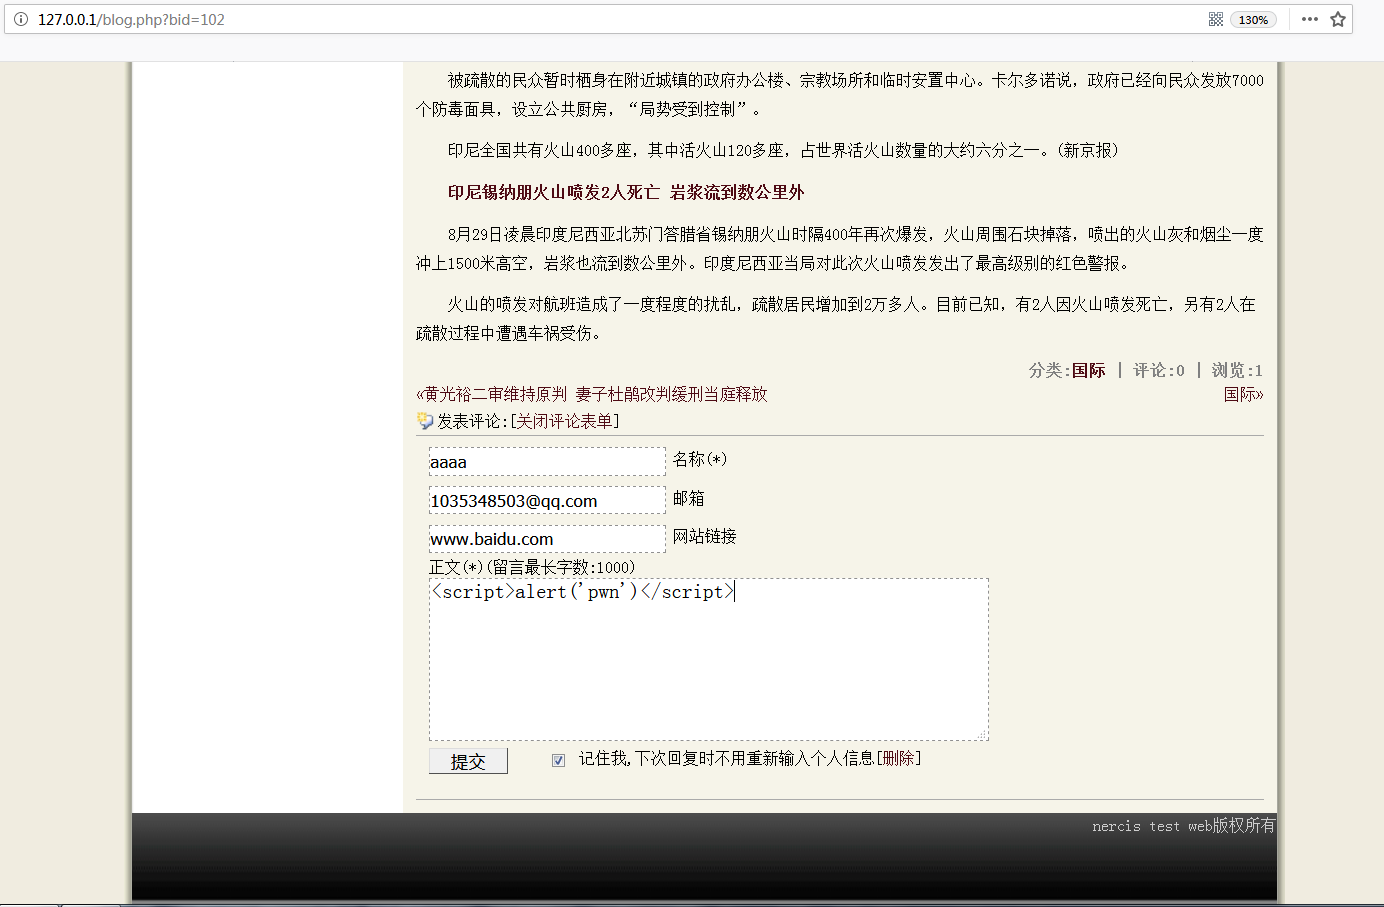 127.0.0.1/blog.php?bid=102
130%
被疏散的民众暂时栖身在附近城镇的政府办公楼、宗教场所和临时安置中心。卡尔多诺说，政府已经向民众发放7000
个防毒面具，设立公共厨房，“局势受到控制”。
印尼全国共有火山400多座，其中活火山120多座，占世界活火山数量的大约六分之一。(新京报)
印尼锡纳朋火山喷发2人死亡 岩浆流到数公里外
8月29日凌晨印度尼西亚北苏门答腊省锡纳朋火山时隔400年再次爆发，火山周围石块掉落，喷出的火山灰和烟尘一度
冲上1500米高空，岩浆也流到数公里外。印度尼西亚当局对此次火山喷发发出了最高级别的红色警报。
火山的喷发对航班造成了一度程度的扰乱，疏散居民增加到2万多人。目前已知，有2人因火山喷发死亡，另有2人在
疏散过程中遭遇车祸受伤。
分类:国际 | 评论:0 | 浏览:1
«黄光裕二审维持原判 妻子杜鹃改判缓刑当庭释放 国际»
发表评论:[关闭评论表单]
aaaa 名称(*)
1035348503@qq.com 邮箱
www.baidu.com 网站链接
正文(*)(留言最长字数:1000)
<script>alert('pwn')</script>
提交 记住我,下次回复时不用重新输入个人信息[删除]
nercis test web版权所有